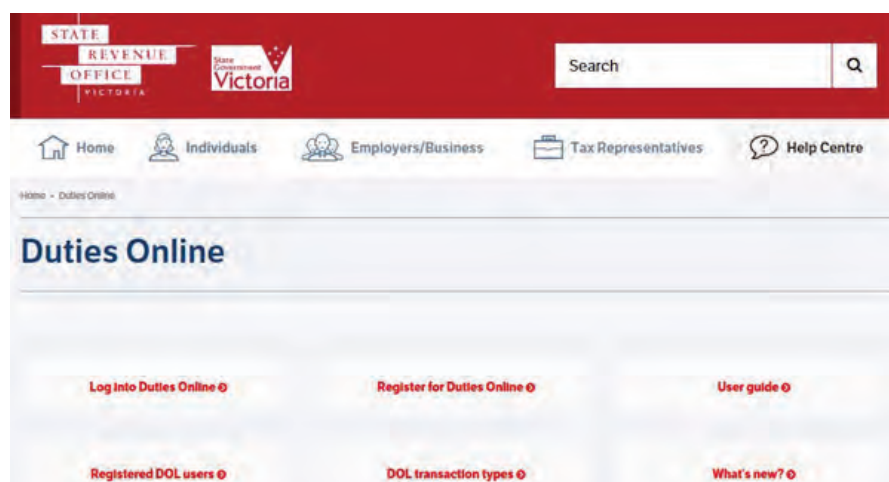 STATE
REVENUE
OFFICE
VICTORIA
State
Government
Victoria
Search
Home Individuals Employers/Business Tax Representatives Help Centre
Home - Duties Online
Duties Online
Log into Duties Online Register for Duties Online User guide
Registered DOL users DOL transaction types What's new?